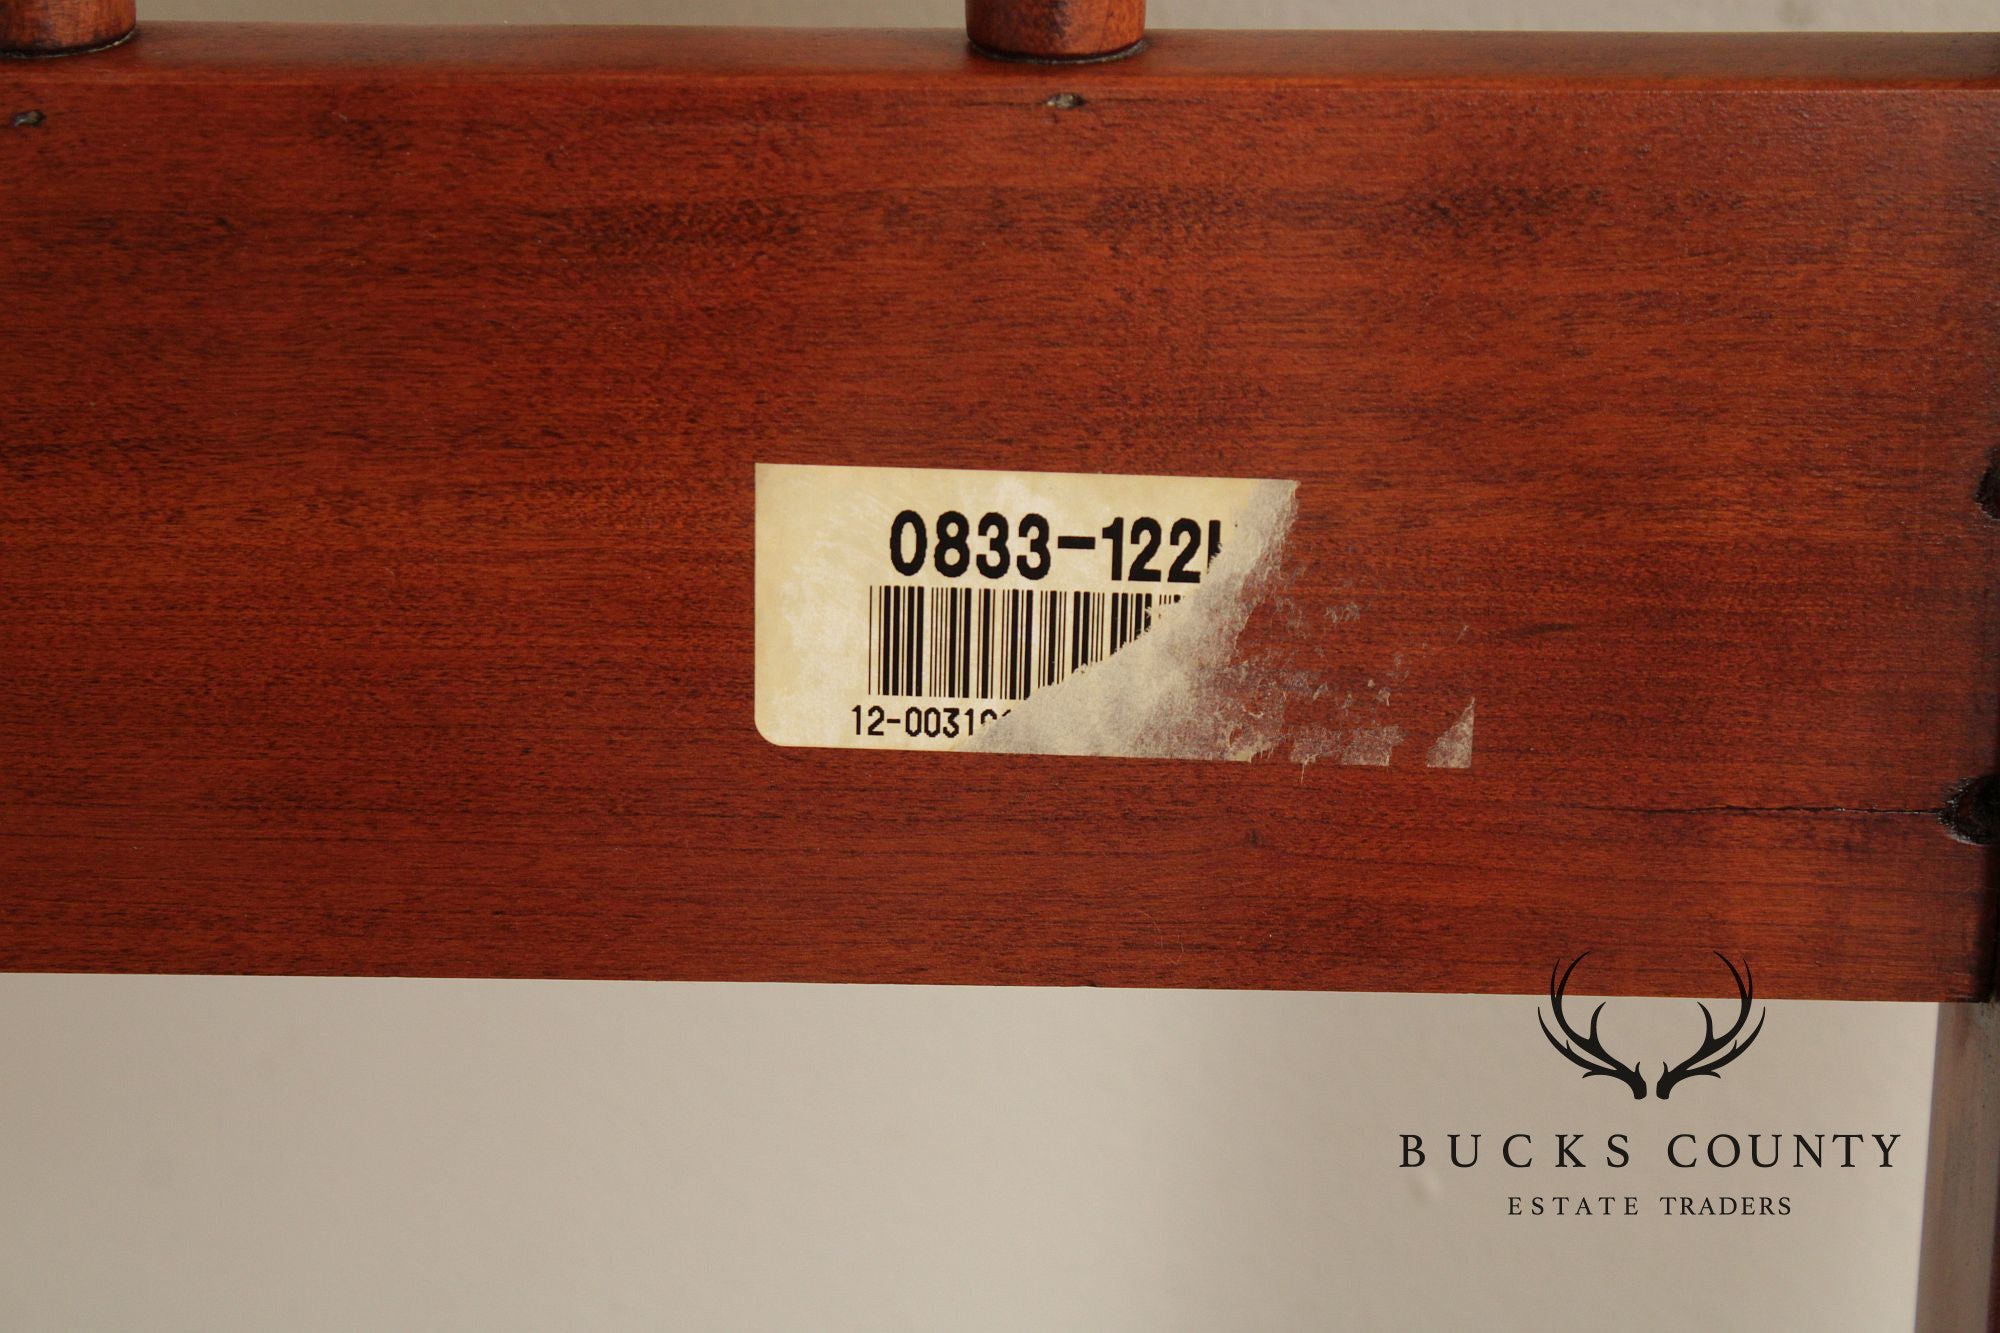 0833-122
12-0031
BUCKS COUNTY
ESTATE TRADERS